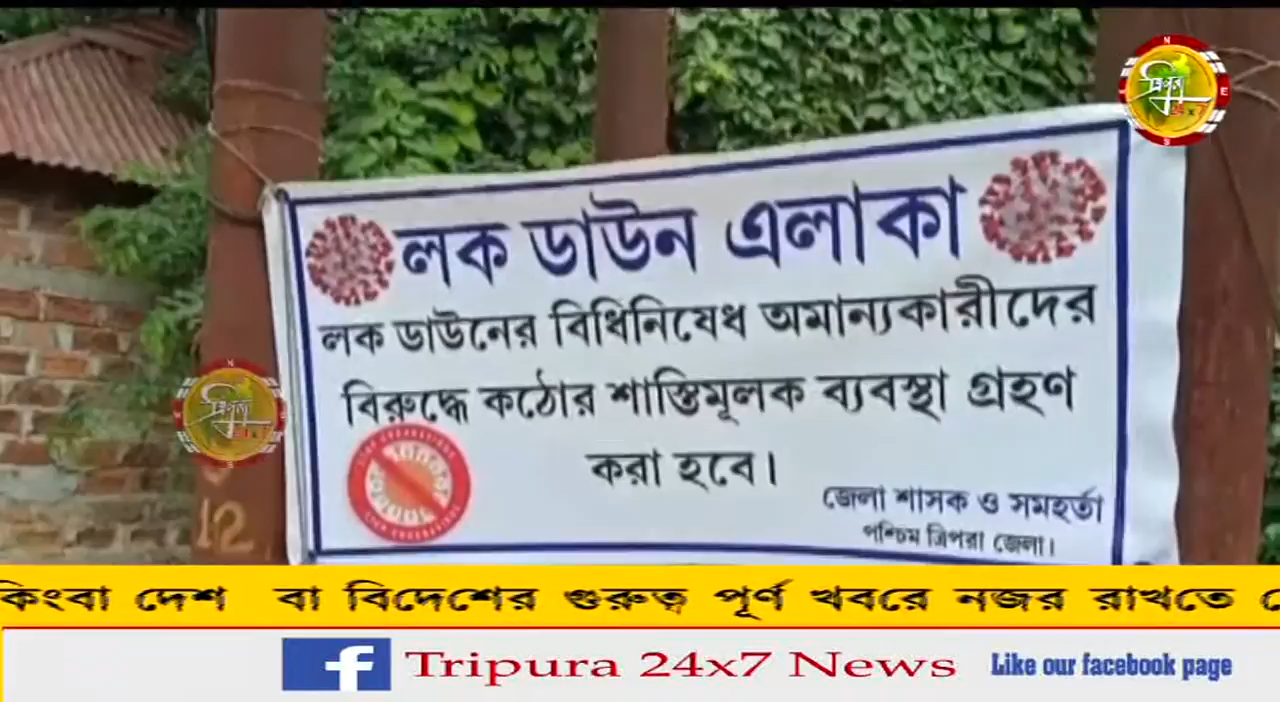 লক ডাউন এলাকা
লক ডাউনের বিধিনিষেধ অমান্যকারীদের
বিরুদ্ধে কঠোর শাস্তিমূলক ব্যবস্থা গ্রহণ
করা হবে।
জেলা শাসক ও সমহর্তা
পশ্চিম ত্রিপুরা জেলা।
12
কিংবা দেশ বা বিদেশের গুরুত্ব পূর্ণ খবরে নজর রাখতে
f Tripura 24x7 News Like our facebook page